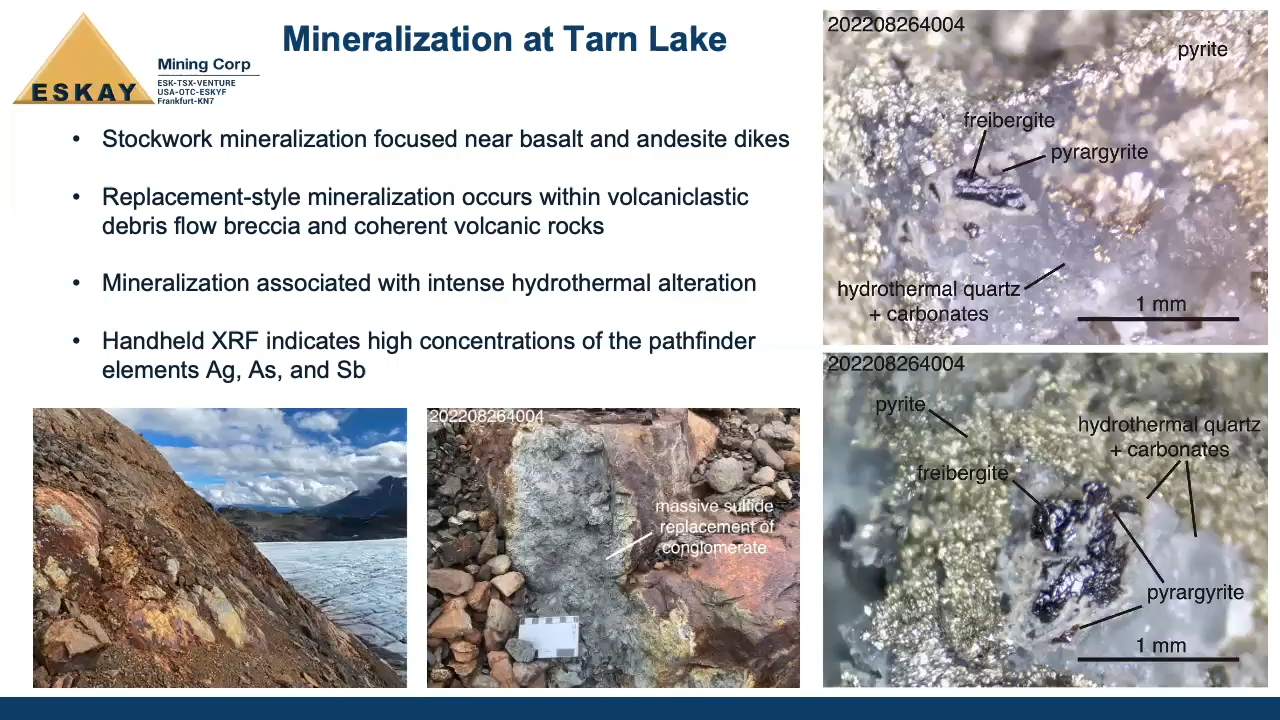 Mineralization at Tarn Lake
ESKAY
Mining Corp
ESK-TSX-VENTURE
USA-OTC-ESKYF
Frankfurt-KN7
• Stockwork mineralization focused near basalt and andesite dikes
• Replacement-style mineralization occurs within volcaniclastic
debris flow breccia and coherent volcanic rocks
• Mineralization associated with intense hydrothermal alteration
• Handheld XRF indicates high concentrations of the pathfinder
elements Ag, As, and Sb
202208264004
massive sulfide
replacement of
conglomerate
202208264004
pyrite
freibergite
pyrargyrite
hydrothermal quartz
+ carbonates
1 mm
202208264004
pyrite
hydrothermal quartz
+ carbonates
freibergite
pyrargyrite
1 mm